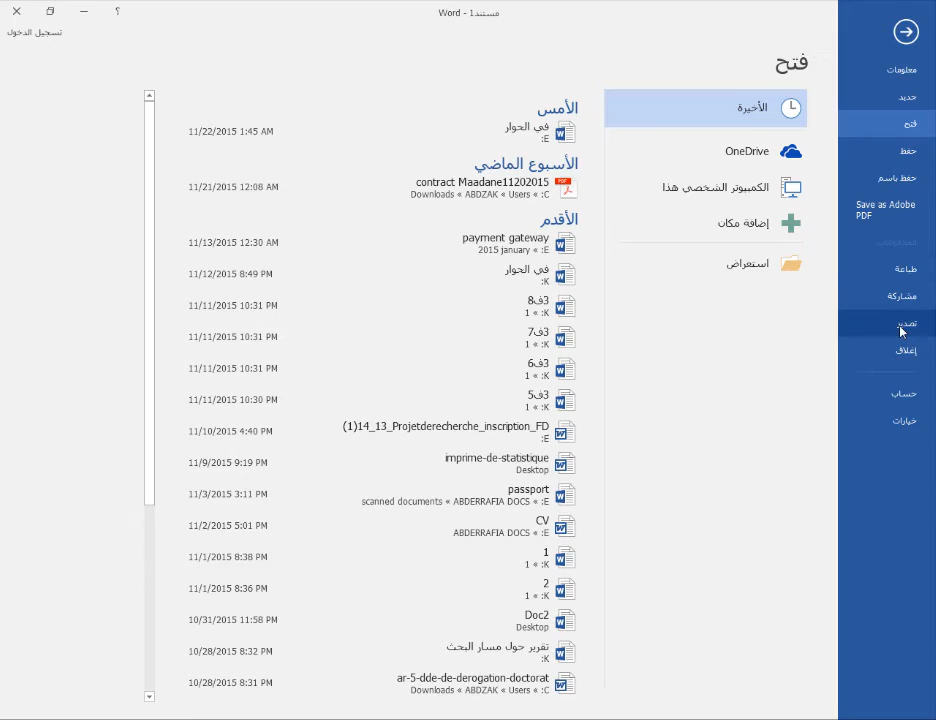 مستند1 - Word
؟
تسجيل الدخول
معلومات
جديد
فتح
حفظ
حفظ باسم
Save as Adobe
PDF
طباعة
مشاركة
تصدير
إغلاق
حساب
خيارات
فتح
الأخيرة
OneDrive
الكمبيوتر الشخصي هذا
إضافة مكان
استعراض
الأمس
في الحوار
11/22/2015 1:45 AM
E:
الأسبوع الماضي
contract Maadane11202015
11/21/2015 12:08 AM
C: » Users » ABDZAK » Downloads
الأقدم
payment gateway
11/13/2015 12:30 AM
E: » 2015 january
في الحوار
11/12/2015 8:49 PM
K:
3ف8
11/11/2015 10:31 PM
K: » 1
3ف7
11/11/2015 10:31 PM
K: » 1
3ف6
11/11/2015 10:31 PM
K: » 1
3ف5
11/11/2015 10:30 PM
K: » 1
14_13_Projetderecherche_inscription_FD(1)
11/10/2015 4:40 PM
E:
imprime-de-statistique
11/9/2015 9:19 PM
Desktop
passport
11/3/2015 3:11 PM
E: » ABDERRAFIA DOCS » scanned documents
CV
11/2/2015 5:01 PM
E: » ABDERRAFIA DOCS
1
11/1/2015 8:38 PM
K: » 1
2
11/1/2015 8:36 PM
K: » 1
Doc2
10/31/2015 11:58 PM
Desktop
تقرير حول مسار البحث
10/28/2015 8:32 PM
K:
ar-5-dde-de-derogation-doctorat
10/28/2015 8:31 PM
C: » Users » ABDZAK » Downloads